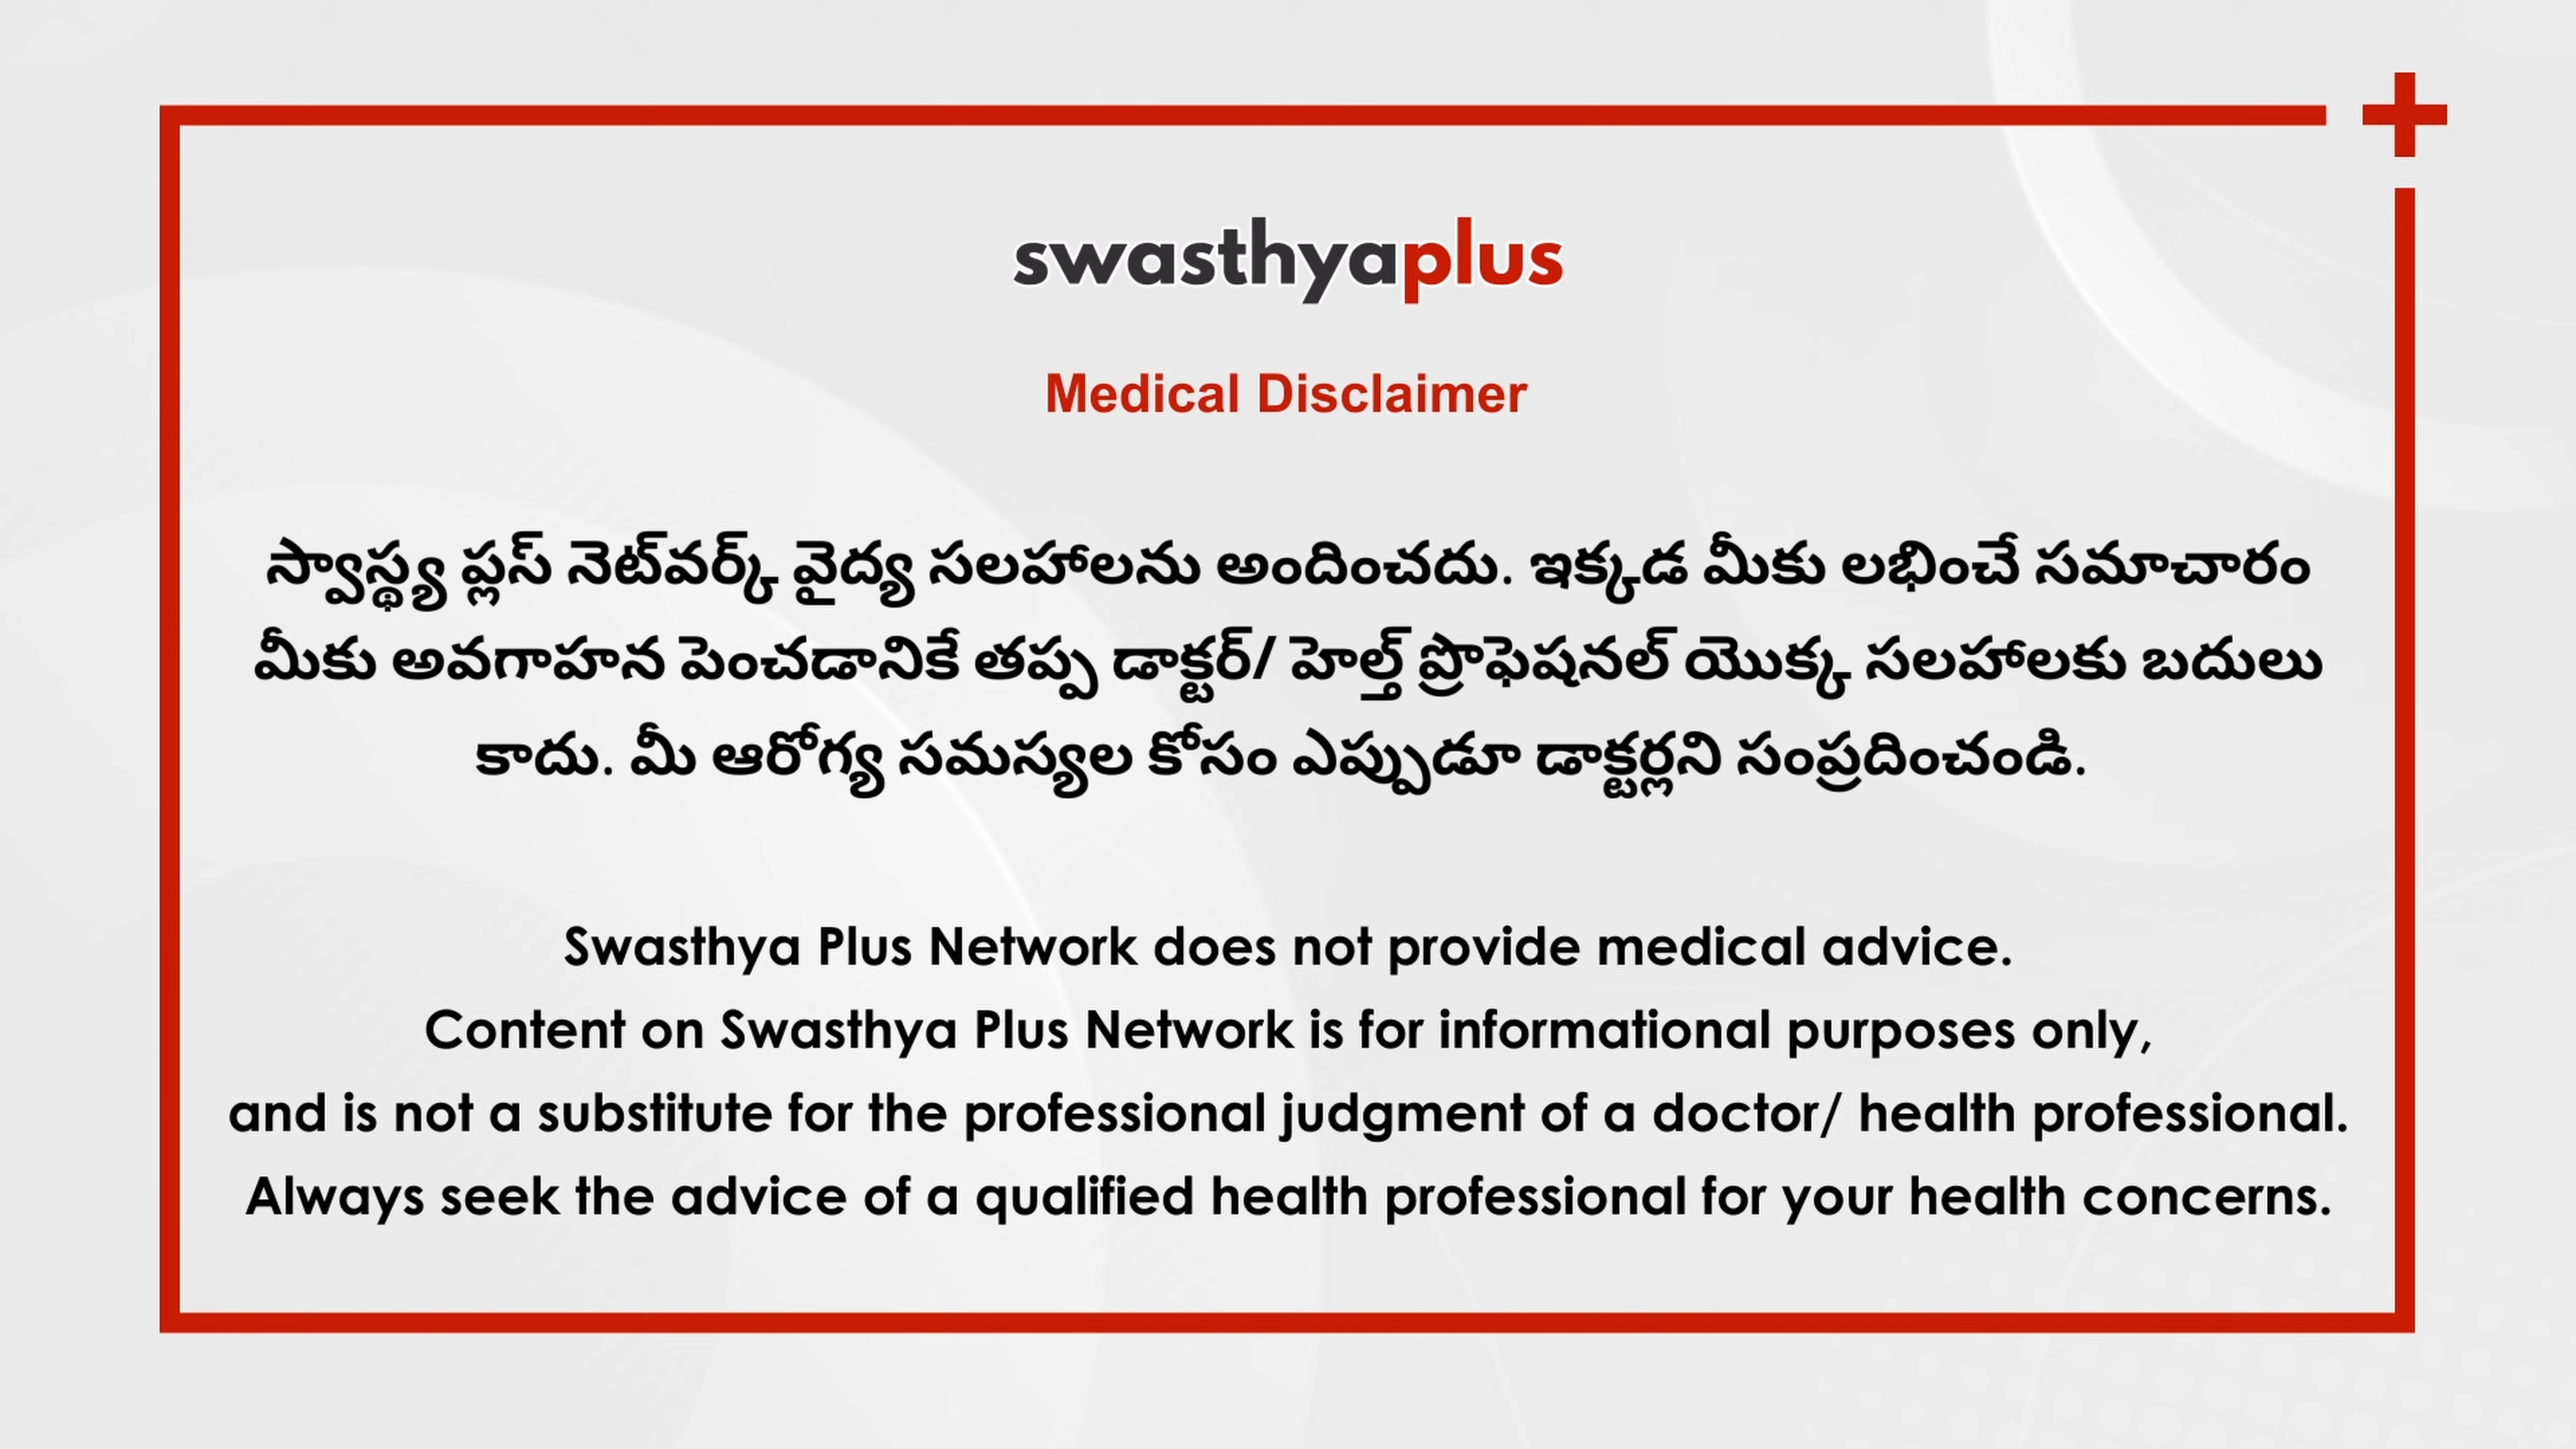 swasthyaplus
Medical Disclaimer
స్వాస్థ్య ప్లస్ నెట్‌వర్క్ వైద్య సలహాలను అందించదు. ఇక్కడ మీకు లభించే సమాచారం
మీకు అవగాహన పెంచడానికే తప్ప డాక్టర్/ హెల్త్ ప్రొఫెషనల్ యొక్క సలహాలకు బదులు
కాదు. మీ ఆరోగ్య సమస్యల కోసం ఎప్పుడూ డాక్టర్లని సంప్రదించండి.
Swasthya Plus Network does not provide medical advice.
Content on Swasthya Plus Network is for informational purposes only,
and is not a substitute for the professional judgment of a doctor/ health professional.
Always seek the advice of a qualified health professional for your health concerns.